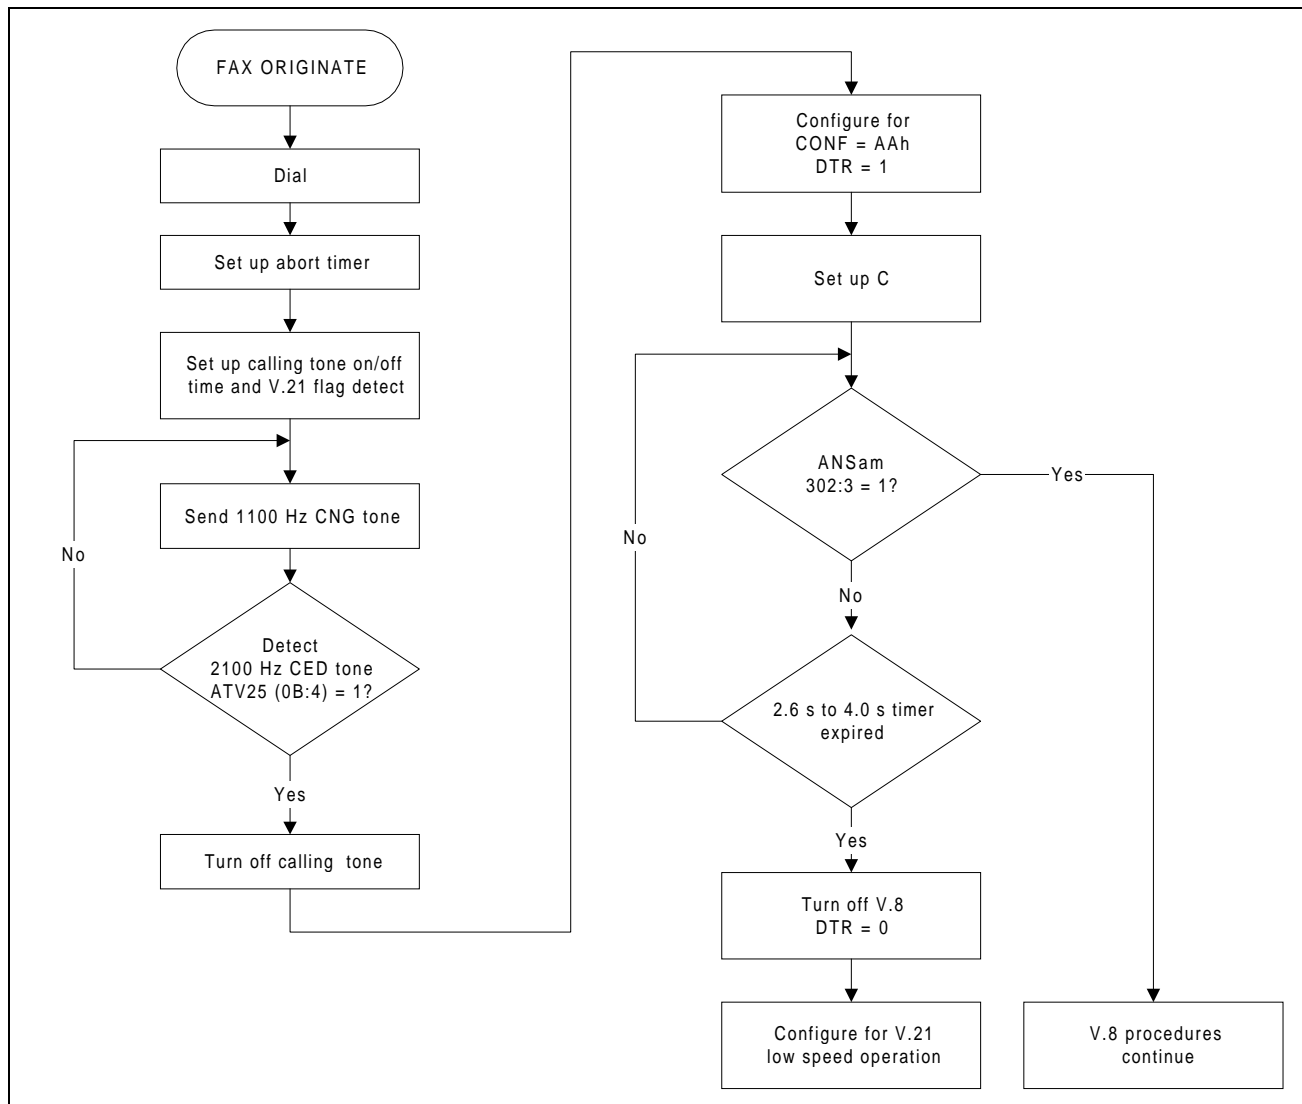 FAX ORIGINATE
Dial
Set up abort timer
Set up calling tone on/off
time and V.21 flag detect
Send 1100 Hz CNG tone
No
Detect
2100 Hz CED tone
ATV25 (0B:4) = 1?
Yes
Turn off calling tone
Configure for
CONF = AAh
DTR = 1
Set up C
ANSam
302:3 = 1?
Yes
No
No
2.6 s to 4.0 s timer
expired
Yes
Turn off V.8
DTR = 0
Configure for V.21
low speed operation
V.8 procedures
continue